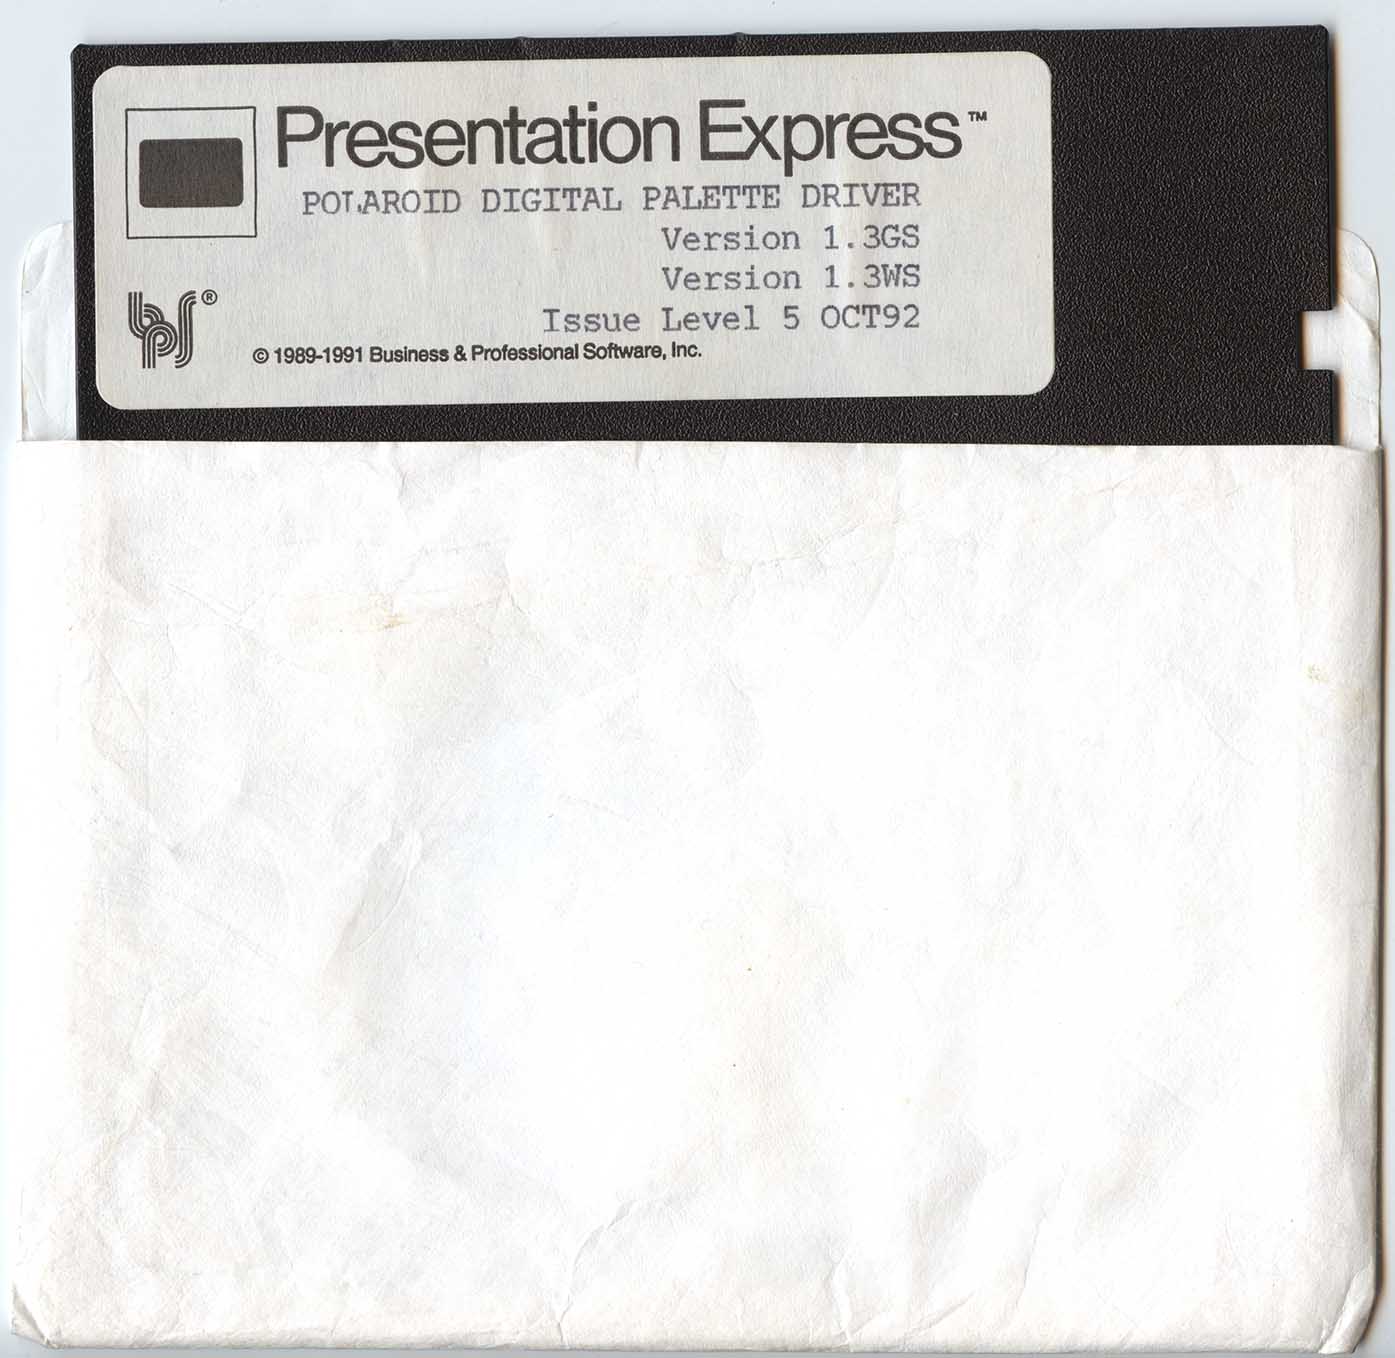 Presentation Express™
POLAROID DIGITAL PALETTE DRIVER
Version 1.3GS
Version 1.3WS
Issue Level 5 OCT92
bps®
© 1989-1991 Business & Professional Software, Inc.